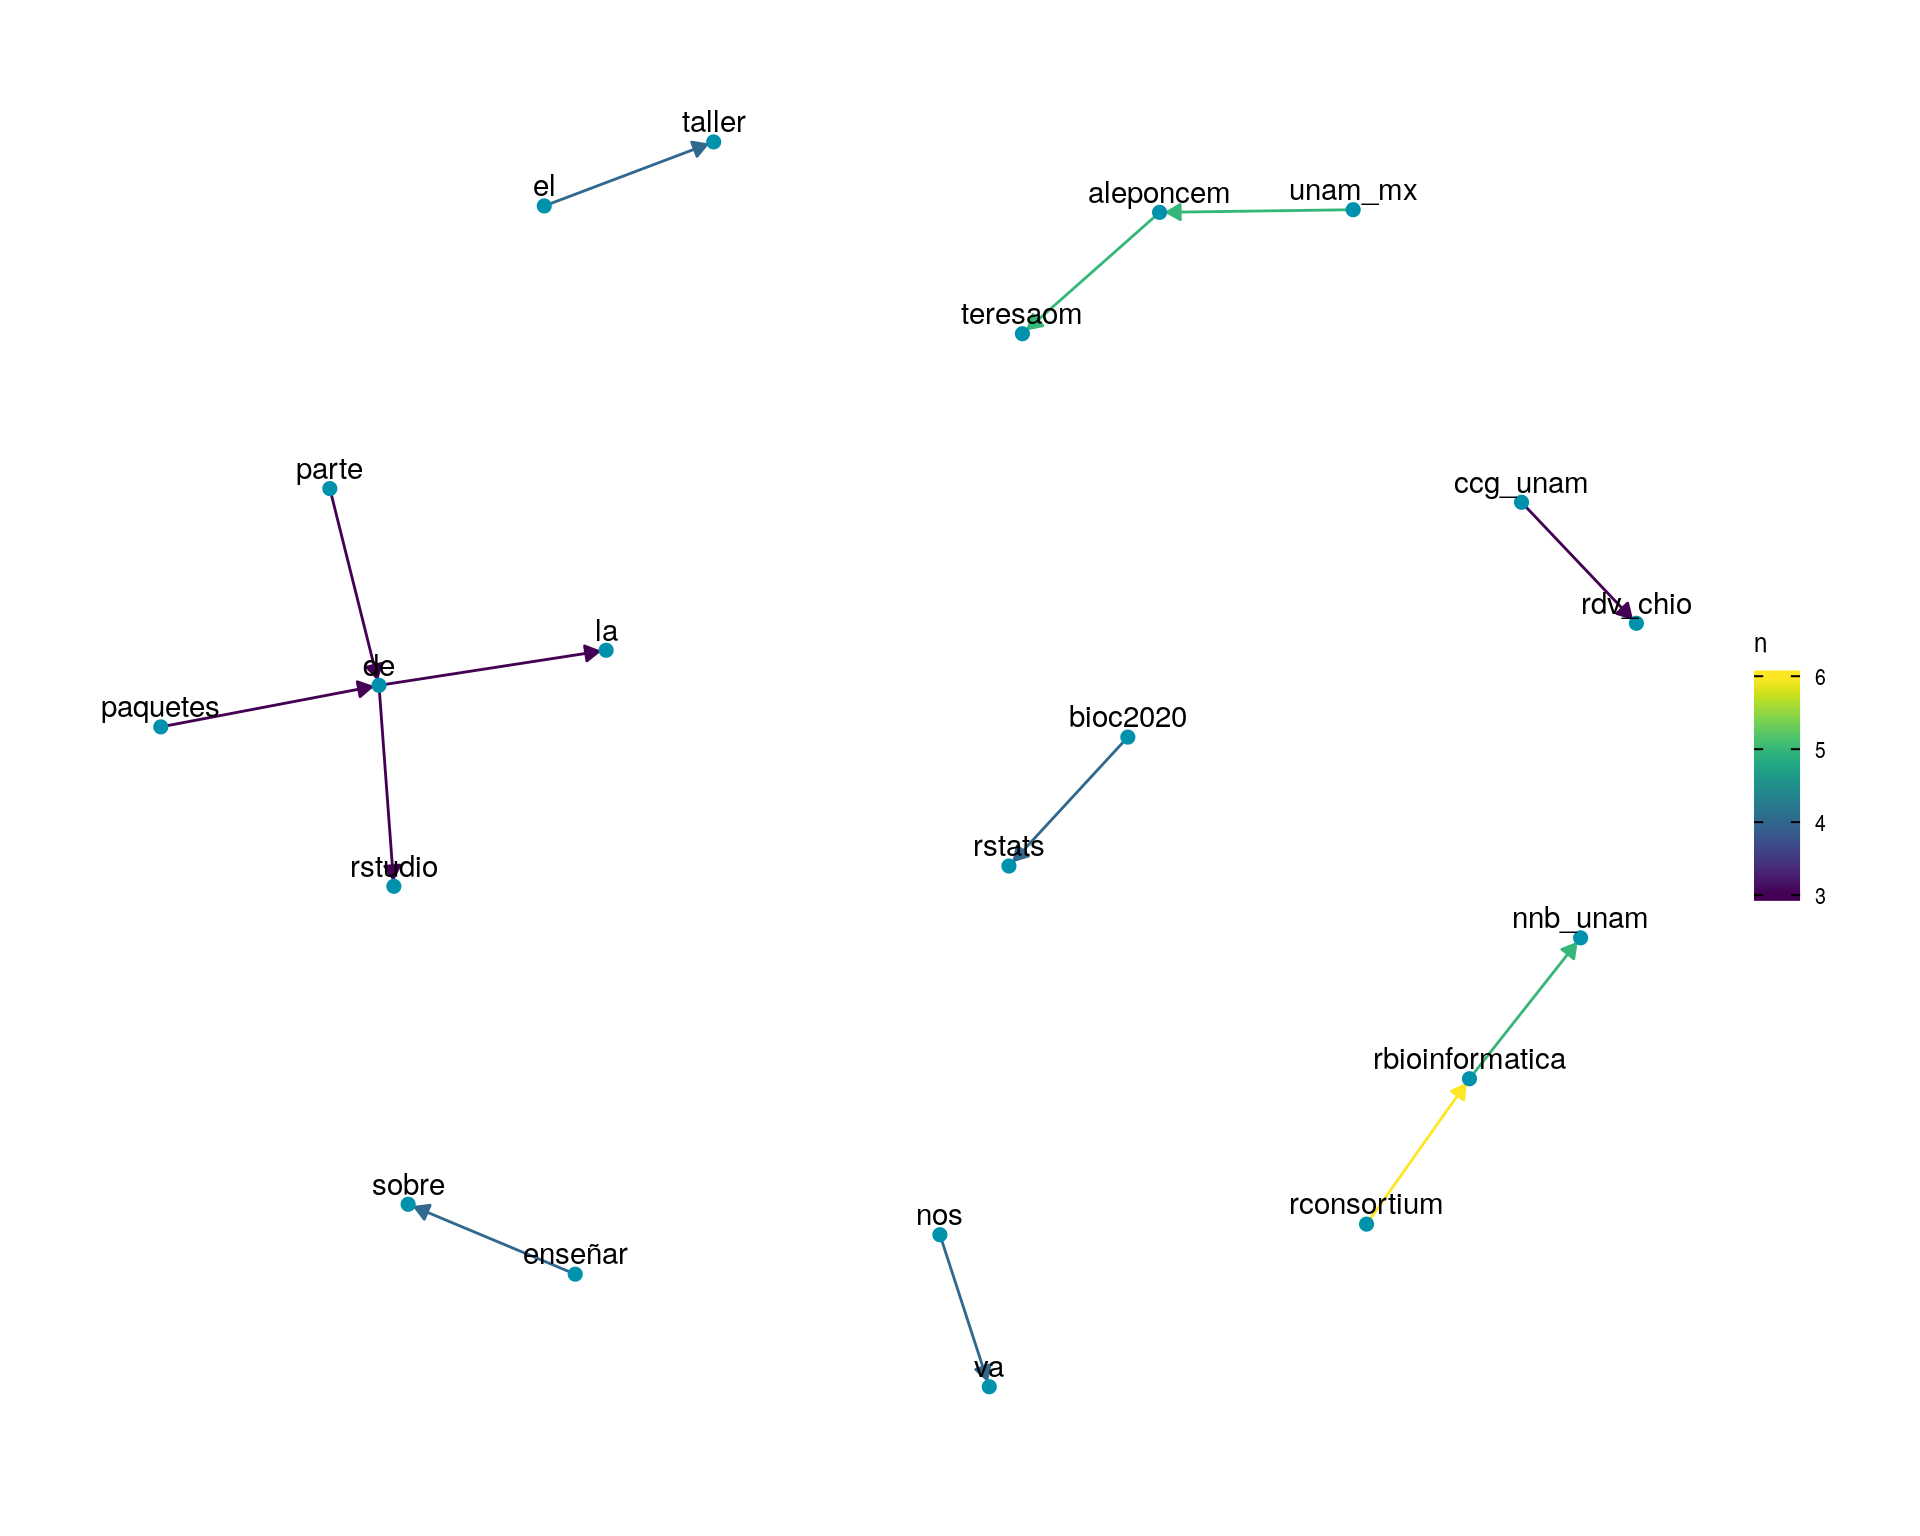 taller
el
aleponcem
unam_mx
teresaom
parte
ccg_unam
rdv_chio
la
de
paquetes
bioc2020
rstats
rstudio
n
6
5
4
3
nnb_unam
rbioinformatica
rconsortium
sobre
enseñar
nos
va